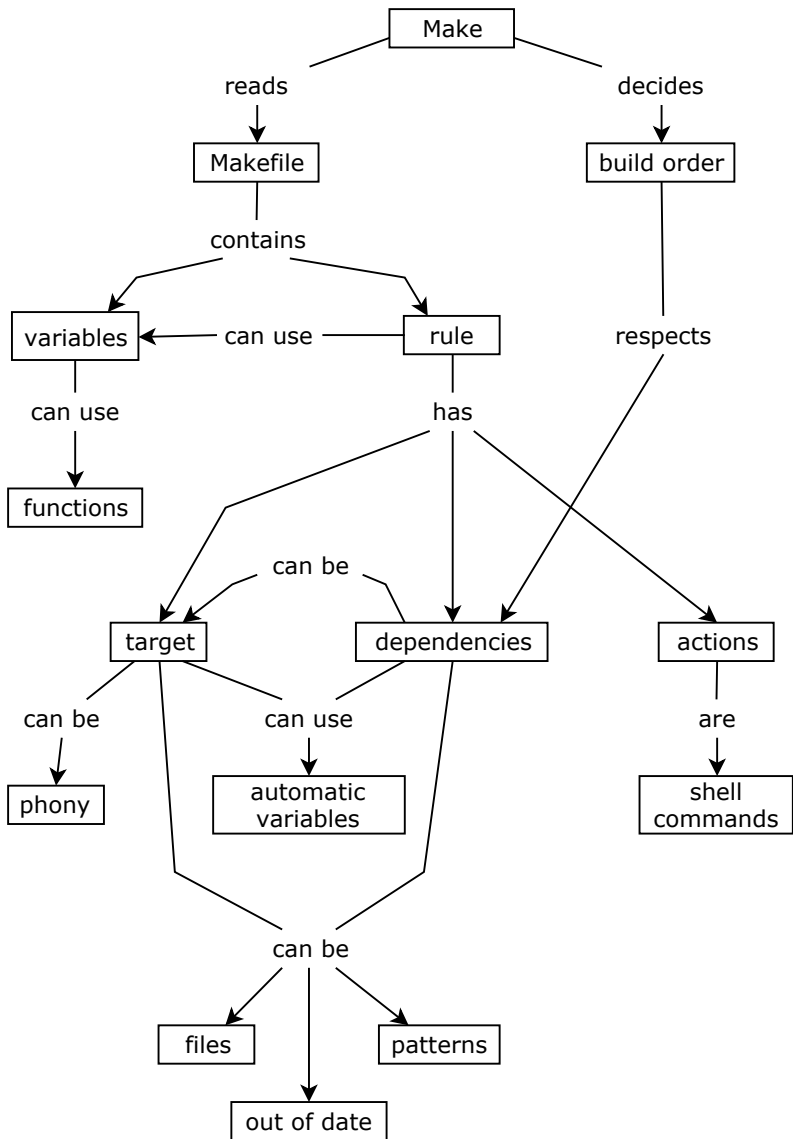 Make
reads
decides
Makefile
build order
contains
variables
can use
rule
respects
can use
has
functions
can be
target
dependencies
actions
can be
can use
are
phony
automatic
variables
shell
commands
can be
files
patterns
out of date